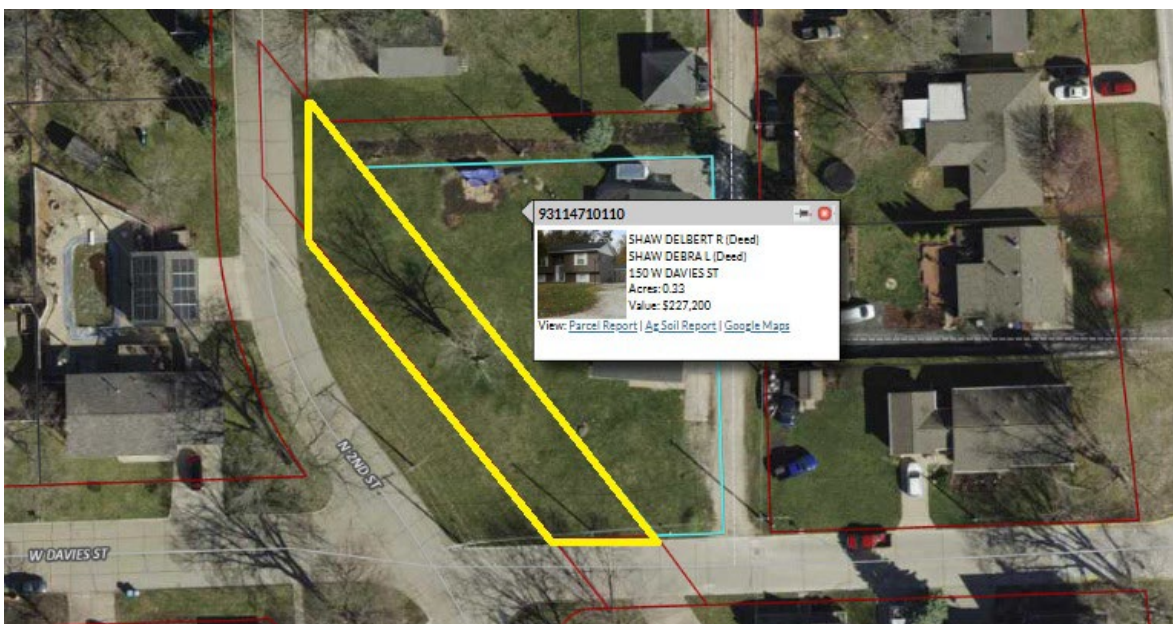 93114710110
SHAW DELBERT R (Deed)
SHAW DEBRA L (Deed)
150 W DAVIES ST
Acres: 0.33
Value: $227,200
View: Parcel Report | Ag Soil Report | Google Maps
N 2ND ST
W DAVIES ST